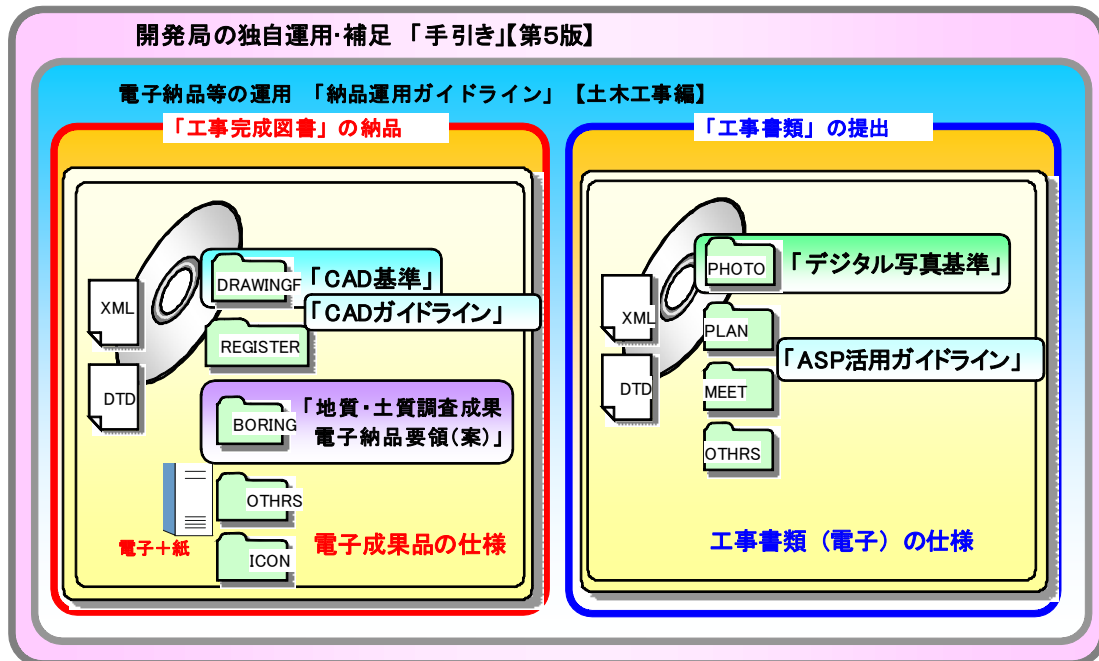 開発局の独自運用･補足 「手引き」【第5版】
電子納品等の運用 「納品運用ガイドライン」 【土木工事編】
「工事完成図書」の納品
XML
DTD
DRAWINGF
「CAD基準」
「CADガイドライン」
REGISTER
BORING
「地質・土質調査成果
電子納品要領(案)」
OTHRS
電子＋紙
ICON
電子成果品の仕様
「工事書類」の提出
XML
DTD
PHOTO
「デジタル写真基準」
PLAN
「ASP活用ガイドライン」
MEET
OTHRS
工事書類（電子）の仕様